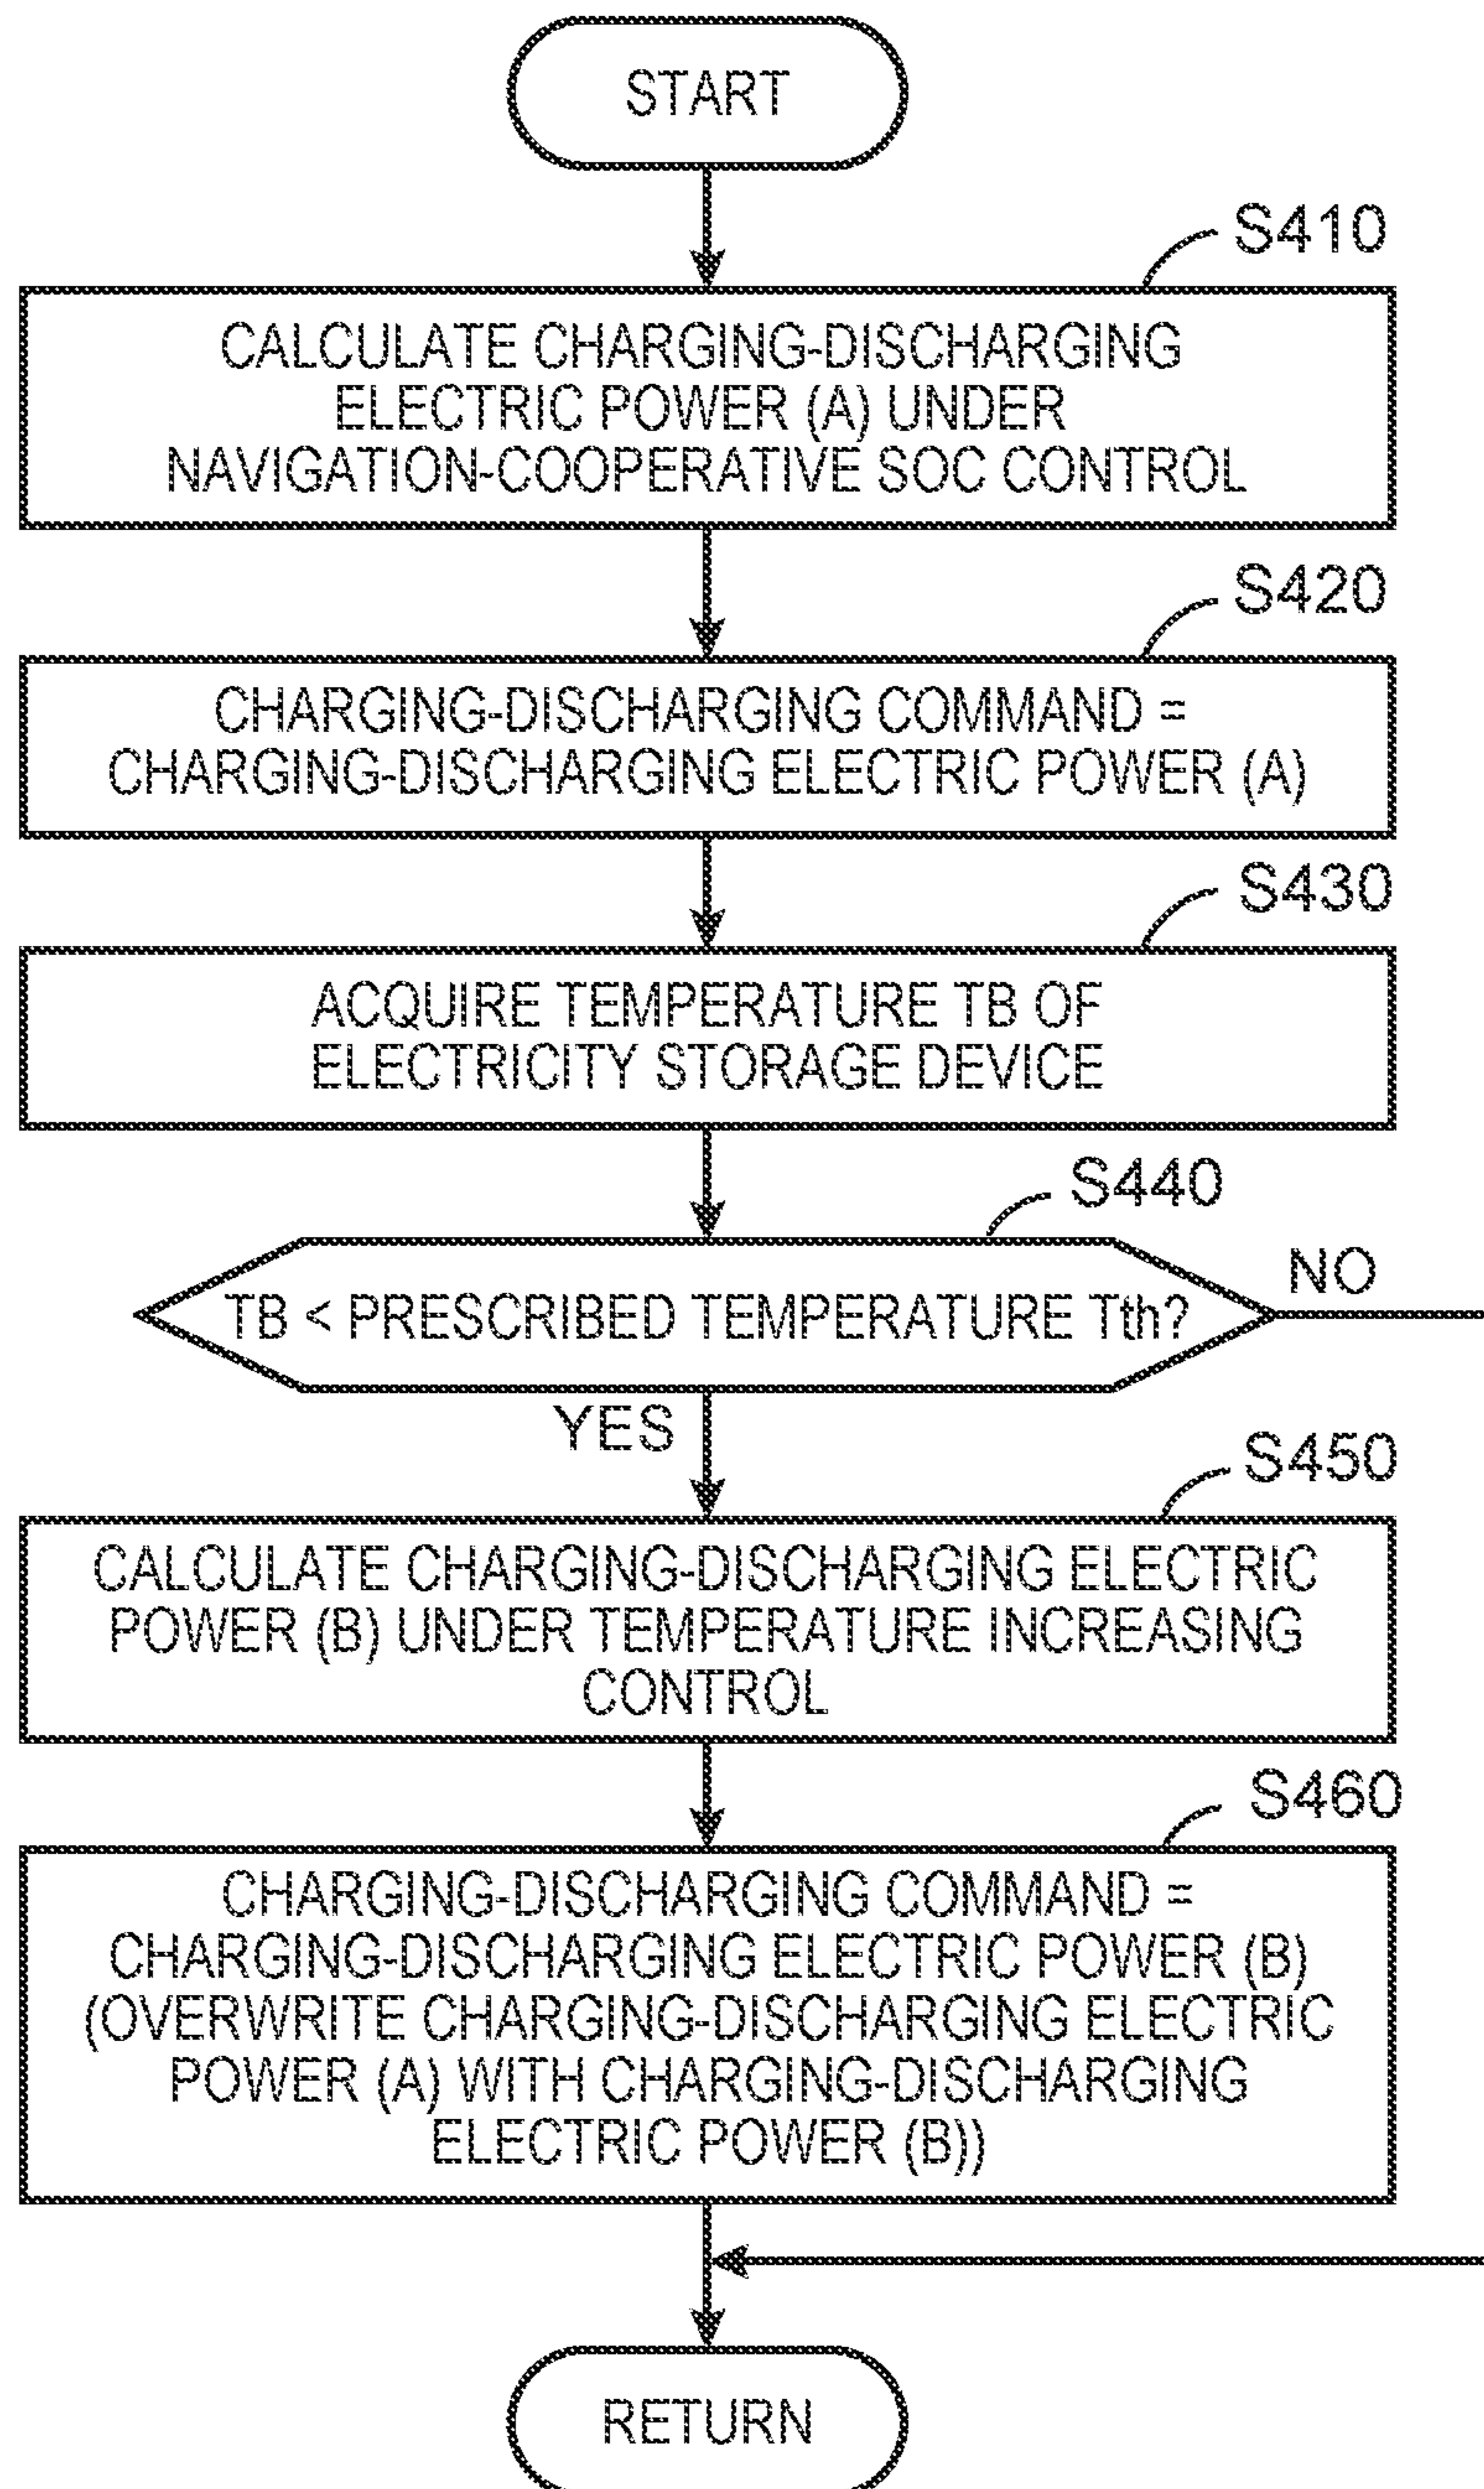 START
S410
CALCULATE CHARGING-DISCHARGING
ELECTRIC POWER (A) UNDER
NAVIGATION-COOPERATIVE SOC CONTROL
S420
CHARGING-DISCHARGING COMMAND =
CHARGING-DISCHARGING ELECTRIC POWER (A)
S430
ACQUIRE TEMPERATURE TB OF
ELECTRICITY STORAGE DEVICE
S440
TB < PRESCRIBED TEMPERATURE Tth?
NO
YES
S450
CALCULATE CHARGING-DISCHARGING ELECTRIC
POWER (B) UNDER TEMPERATURE INCREASING
CONTROL
S460
CHARGING-DISCHARGING COMMAND =
CHARGING-DISCHARGING ELECTRIC POWER (B)
(OVERWRITE CHARGING-DISCHARGING ELECTRIC
POWER (A) WITH CHARGING-DISCHARGING
ELECTRIC POWER (B))
RETURN